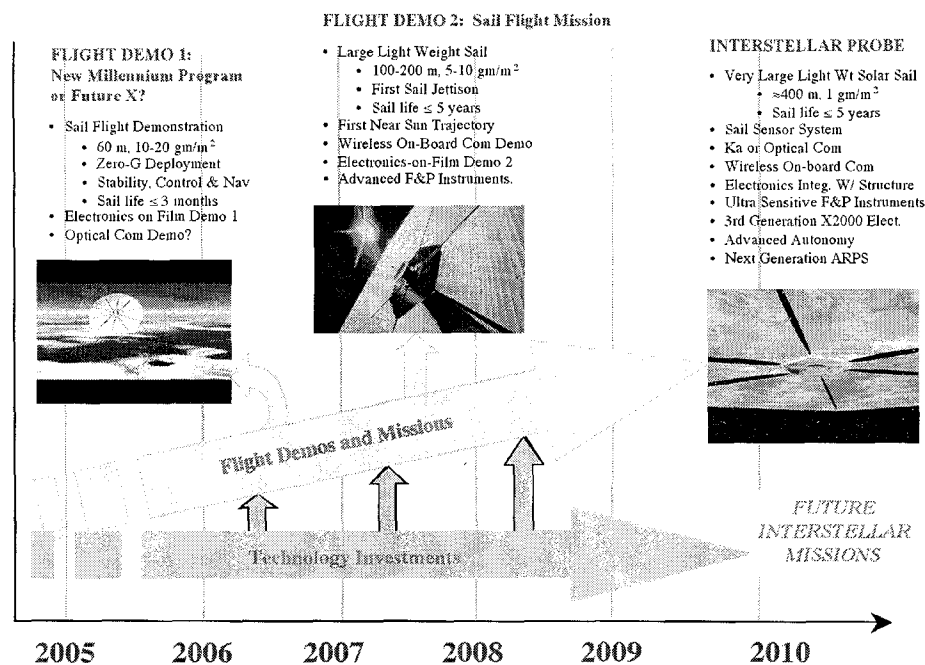 FLIGHT DEMO 1:
New Millennium Program
or Future X?
• Sail Flight Demonstration
• 60 m, 10-20 gm/m²
• Zero-G Deployment
• Stability, Control & Nav
• Sail life ≤ 3 months
• Electronics on Film Demo 1
• Optical Com Demo?
FLIGHT DEMO 2: Sail Flight Mission
• Large Light Weight Sail
• 100-200 m, 5-10 gm/m²
• First Sail Jettison
• Sail life ≤ 5 years
• First Near Sun Trajectory
• Wireless On-Board Com Demo
• Electronics-on-Film Demo 2
• Advanced F&P Instruments.
INTERSTELLAR PROBE
• Very Large Light Wt Solar Sail
• ≈400 m, 1 gm/m²
• Sail life ≤ 5 years
• Sail Sensor System
• Ka or Optical Com
• Wireless On-board Com
• Electronics Integ. W/ Structure
• Ultra Sensitive F&P Instruments
• 3rd Generation X2000 Elect.
• Advanced Autonomy
• Next Generation ARPS
Flight Demos and Missions
Technology Investments
FUTURE
INTERSTELLAR
MISSIONS
2005 2006 2007 2008 2009 2010